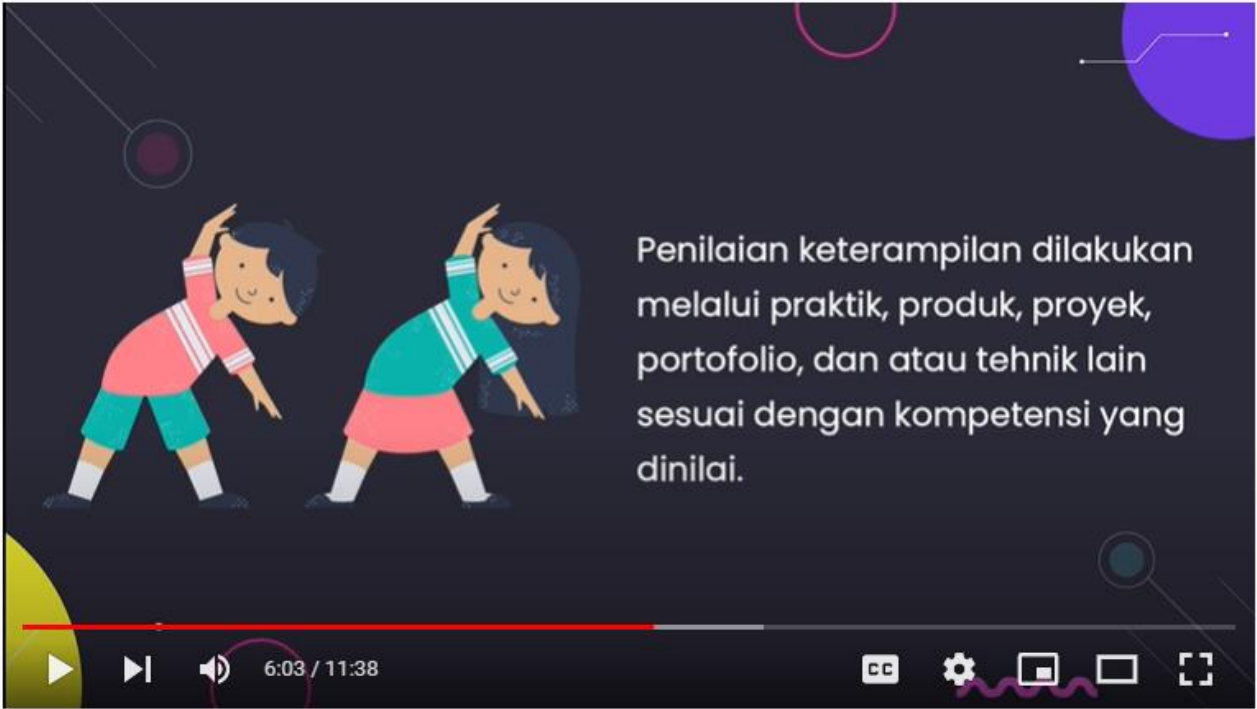 Penilaian keterampilan dilakukan
melalui praktik, produk, proyek,
portofolio, dan atau tehnik lain
sesuai dengan kompetensi yang
dinilai.
6:03 / 11:38
CC